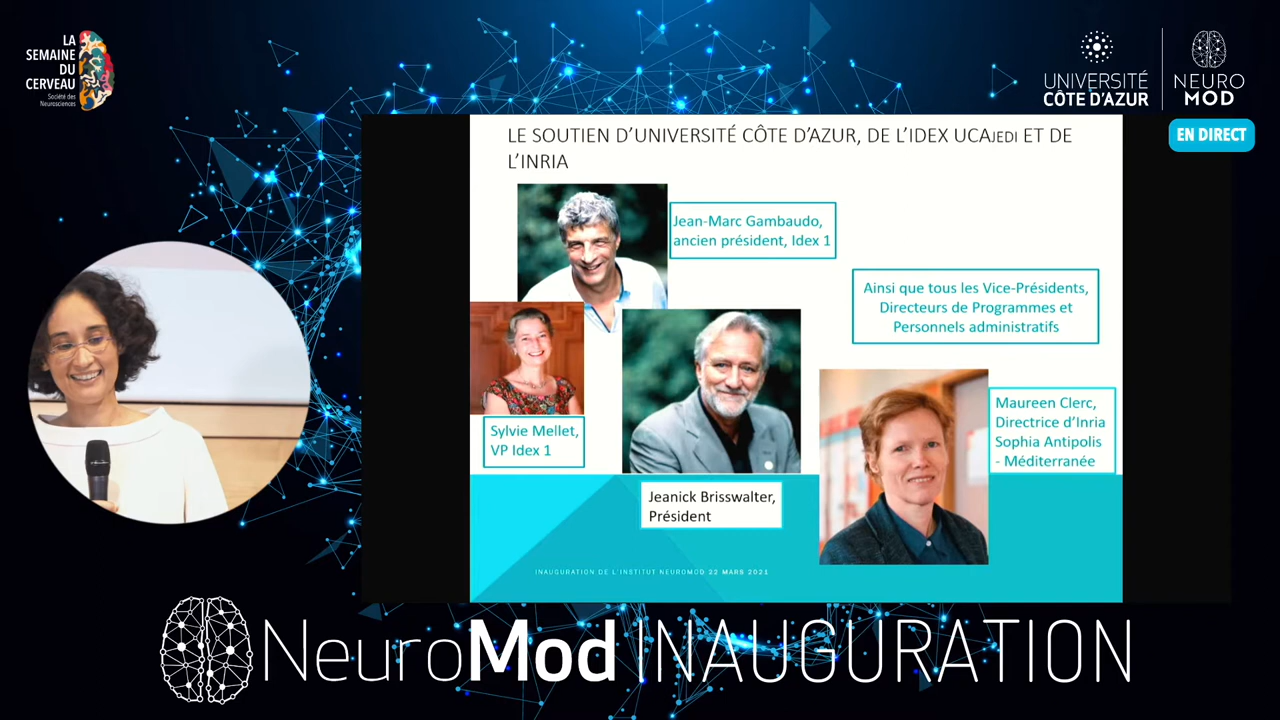 LA
SEMAINE
DU
CERVEAU
Société des
Neurosciences
UNIVERSITÉ
CÔTE D'AZUR
NEURO
MOD
EN DIRECT
LE SOUTIEN D'UNIVERSITÉ CÔTE D'AZUR, DE L'IDEX UCAJEDI ET DE
L'INRIA
Jean-Marc Gambaudo,
ancien président, Idex 1
Ainsi que tous les Vice-Présidents,
Directeurs de Programmes et
Personnels administratifs
Sylvie Mellet,
VP Idex 1
Maureen Clerc,
Directrice d'Inria
Sophia Antipolis
- Méditerranée
Jeanick Brisswalter,
Président
INAUGURATION DE L'INSTITUT NEUROMOD 22 MARS 2021
NeuroMod INAUGURATION